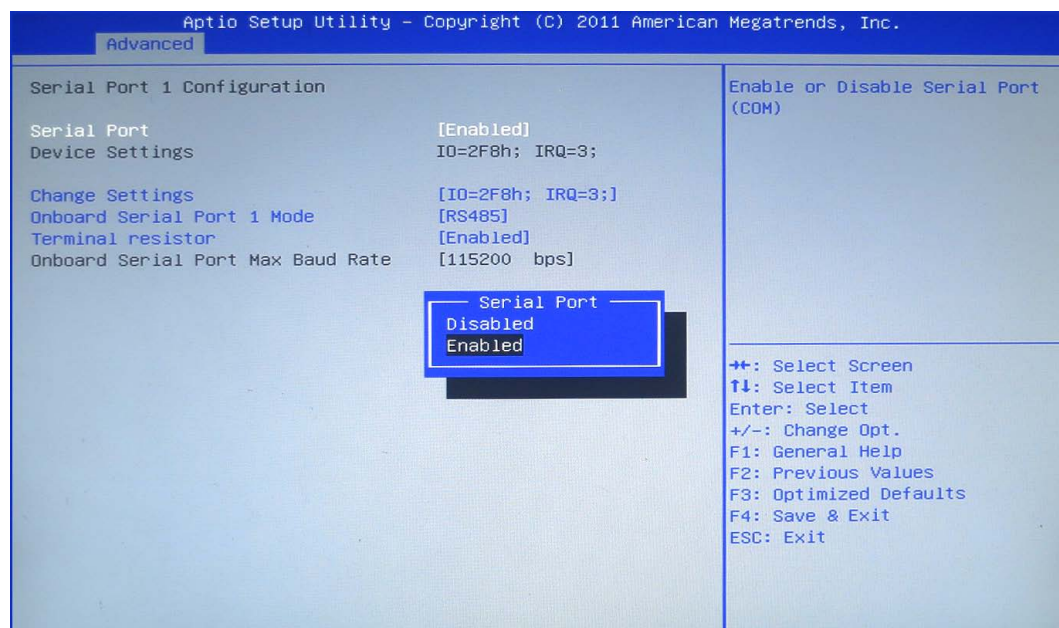 Aptio Setup Utility – Copyright (C) 2011 American Megatrends, Inc.
Advanced
Serial Port 1 Configuration
Serial Port [Enabled]
Device Settings IO=2F8h; IRQ=3;
Change Settings [IO=2F8h; IRQ=3;]
Onboard Serial Port 1 Mode [RS485]
Terminal resistor [Enabled]
Onboard Serial Port Max Baud Rate [115200 bps]
Serial Port
Disabled
Enabled
Enable or Disable Serial Port
(COM)
→←: Select Screen
↑↓: Select Item
Enter: Select
+/-: Change Opt.
F1: General Help
F2: Previous Values
F3: Optimized Defaults
F4: Save & Exit
ESC: Exit